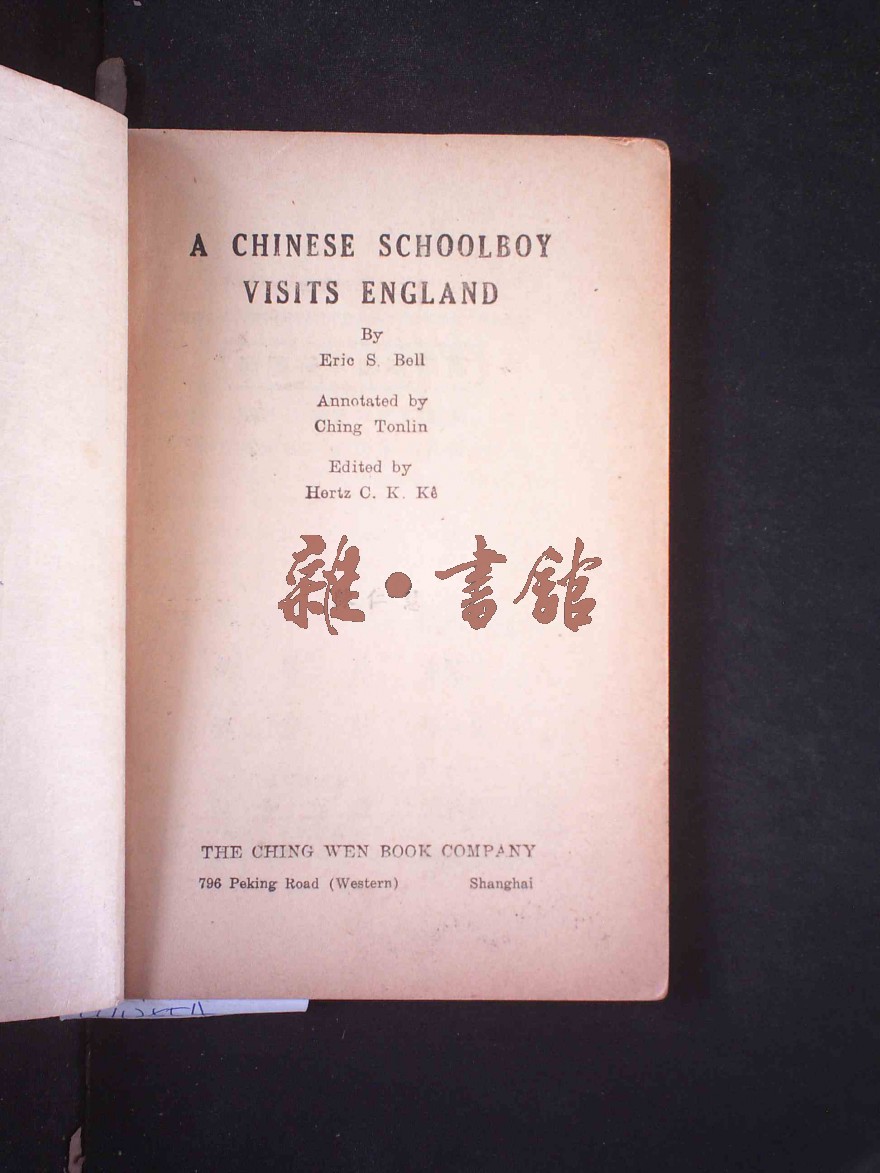 A CHINESE SCHOOLBOY
VISITS ENGLAND
By
Eric S. Bell
Annotated by
Ching Tonlin
Edited by
Hertz C. K. Kê
雜•書館
THE CHING WEN BOOK COMPANY
796 Peking Road (Western) Shanghai